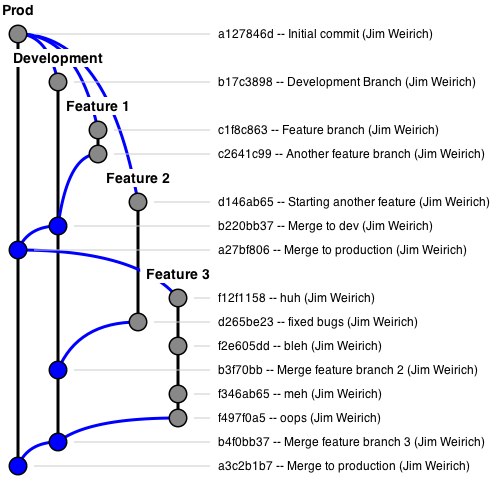 Prod
a127846d -- Initial commit (Jim Weirich)
Development
b17c3898 -- Development Branch (Jim Weirich)
Feature 1
c1f8c863 -- Feature branch (Jim Weirich)
c2641c99 -- Another feature branch (Jim Weirich)
Feature 2
d146ab65 -- Starting another feature (Jim Weirich)
b220bb37 -- Merge to dev (Jim Weirich)
a27bf806 -- Merge to production (Jim Weirich)
Feature 3
f12f1158 -- huh (Jim Weirich)
d265be23 -- fixed bugs (Jim Weirich)
f2e605dd -- bleh (Jim Weirich)
b3f70bb -- Merge feature branch 2 (Jim Weirich)
f346ab65 -- meh (Jim Weirich)
f497f0a5 -- oops (Jim Weirich)
b4f0bb37 -- Merge feature branch 3 (Jim Weirich)
a3c2b1b7 -- Merge to production (Jim Weirich)